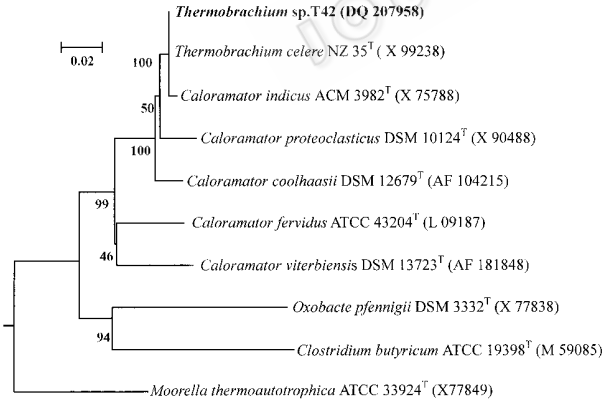 Thermobrachium sp.T42 (DQ 207958)
0.02
100
Thermobrachium celere NZ 35T ( X 99238)
Caloramator indicus ACM 3982T (X 75788)
50
Caloramator proteoclasticus DSM 10124T (X 90488)
100
Caloramator coolhaasii DSM 12679T (AF 104215)
99
Caloramator fervidus ATCC 43204T (L 09187)
46
Caloramator viterbiensis DSM 13723T (AF 181848)
Oxobacte pfennigii DSM 3332T (X 77838)
94
Clostridium butyricum ATCC 19398T (M 59085)
Moorella thermoautotrophica ATCC 33924T (X77849)